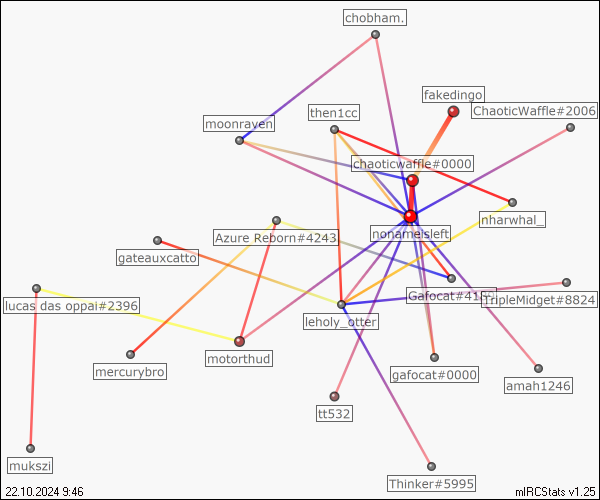 chobham.
fakedingo
ChaoticWaffle#2006
then1cc
moonraven
chaoticwaffle#0000
nharwhal_
nonameisleft
Azure Reborn#4243
gateauxcatto
Gafocat#41
TripleMidget#8824
lucas das oppai#2396
leholy_otter
motorthud
mercurybro
gafocat#0000
amah1246
tt532
mukszi
Thinker#5995
22.10.2024 9:46
mIRCStats v1.25